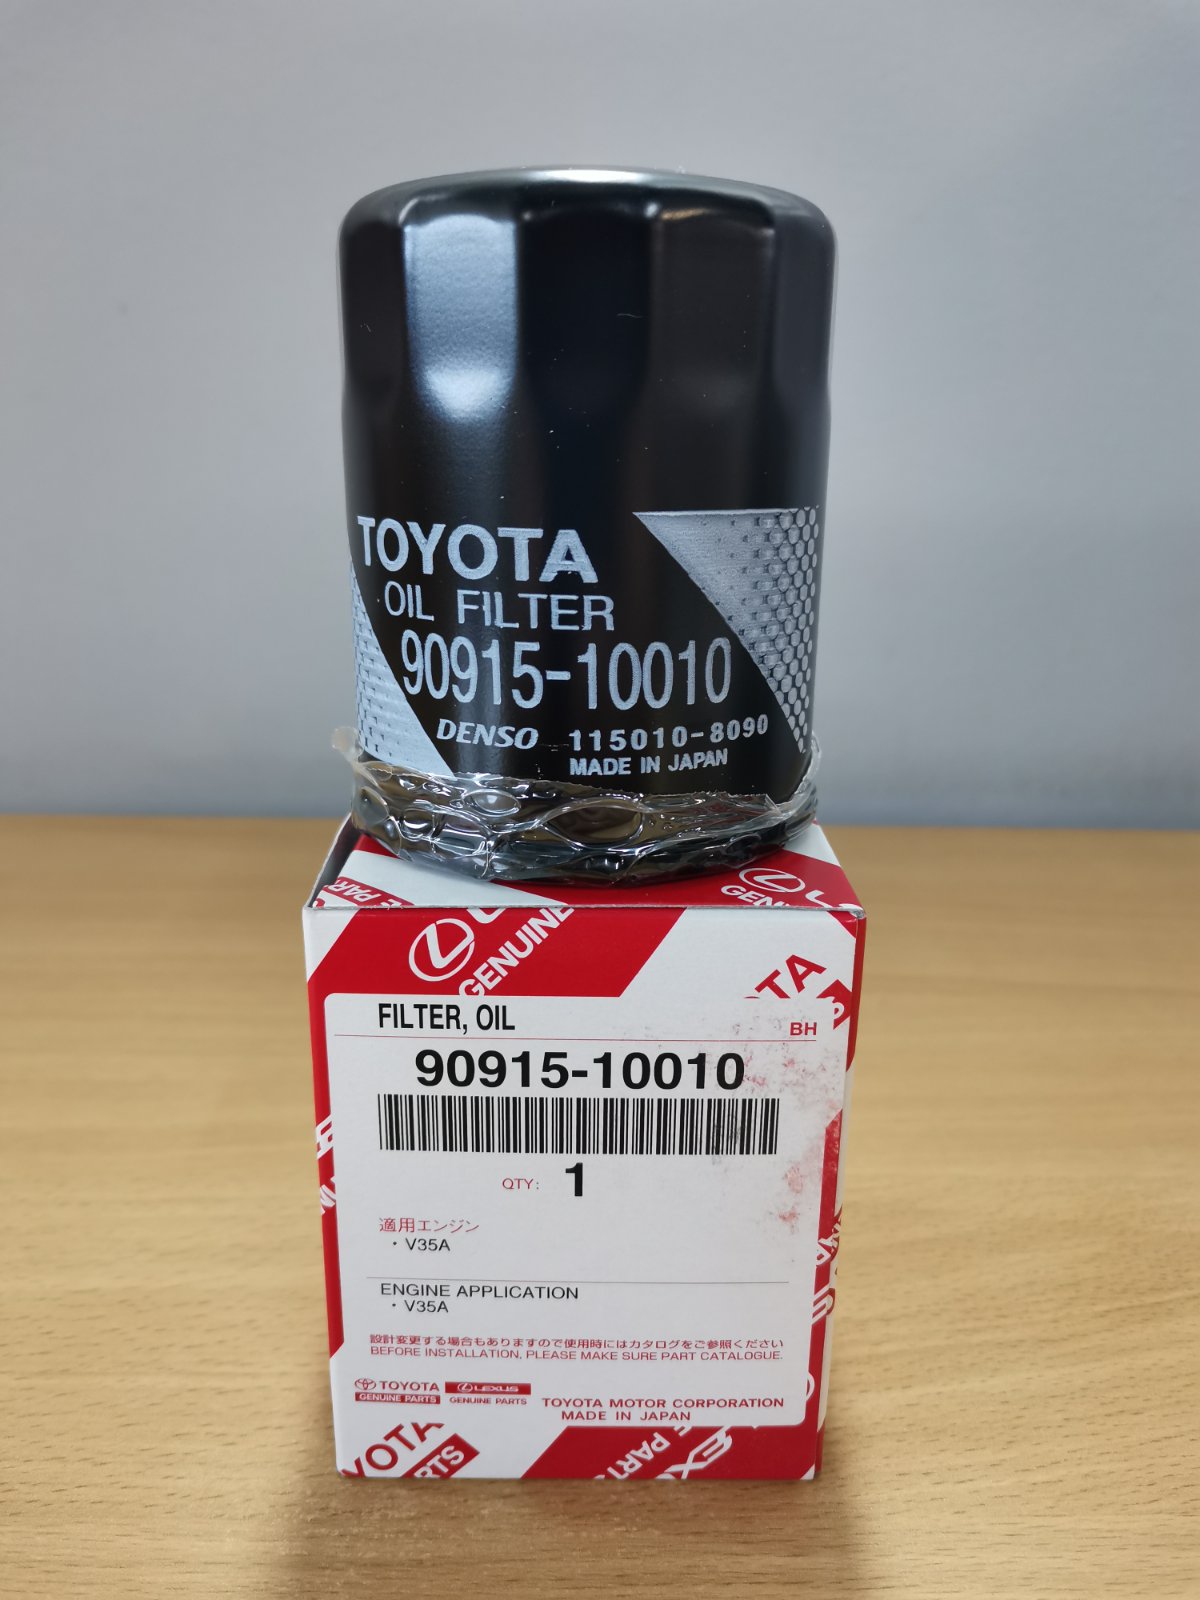 TOYOTA
OIL FILTER
90915-10010
DENSO 115010-8090
MADE IN JAPAN
GENUINE
FILTER, OIL
BH
90915-10010
QTY: 1
適用エンジン
・V35A
ENGINE APPLICATION
・V35A
設計変更する場合もありますので使用時にはカタログをご参照ください
BEFORE INSTALLATION, PLEASE MAKE SURE PART CATALOGUE.
TOYOTA LEXUS
GENUINE PARTS GENUINE PARTS TOYOTA MOTOR CORPORATION
MADE IN JAPAN